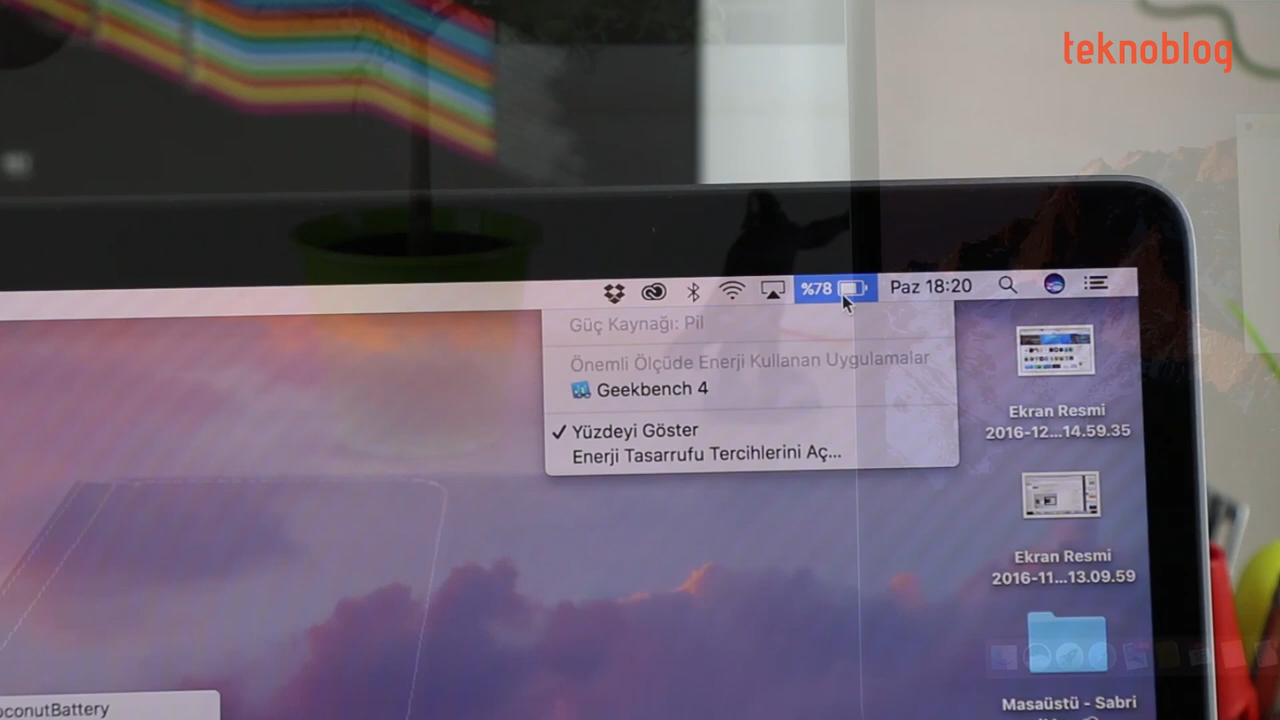 teknoblog
%78
Paz 18:20
Güç Kaynağı: Pil
Önemli Ölçüde Enerji Kullanan Uygulamalar
Geekbench 4
✓ Yüzdeyi Göster
Enerji Tasarrufu Tercihlerini Aç...
Ekran Resmi
2016-12...14.59.35
Ekran Resmi
2016-11...13.09.59
Masaüstü - Sabri
oconutBattery